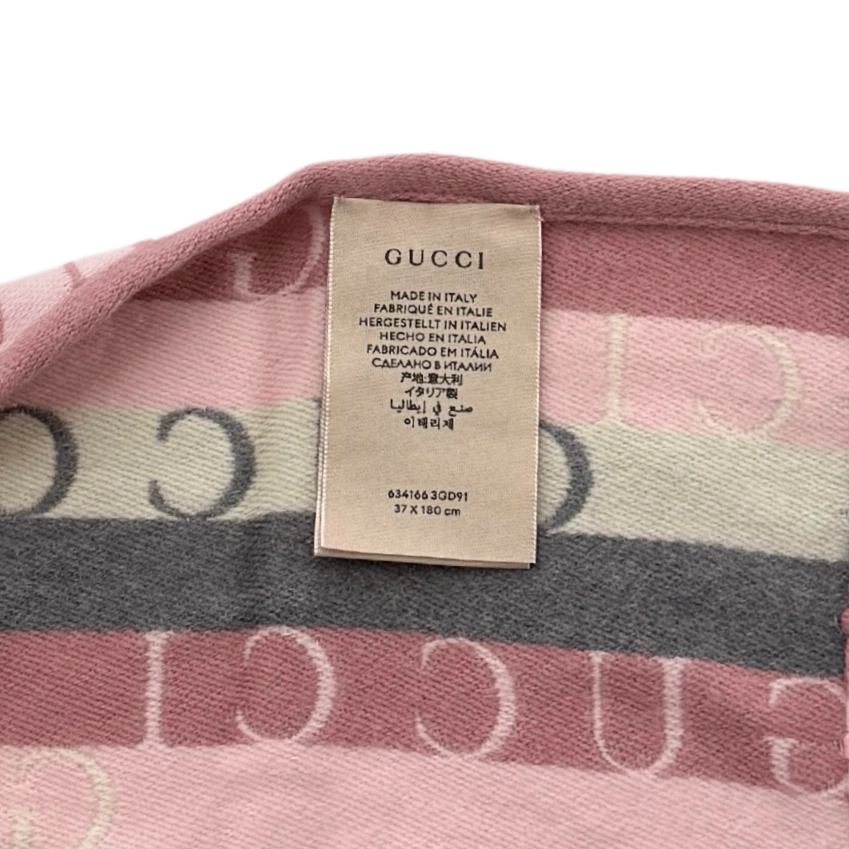 GUCCI
MADE IN ITALY
FABRIQUÉ EN ITALIE
HERGESTELLT IN ITALIEN
HECHO EN ITALIA
FABRICADO EM ITÁLIA
СДЕЛАНО В ИТАЛИИ
产地:意大利
イタリア製
صنع في إيطاليا
이태리제
634166 3GD91
37 X 180 cm